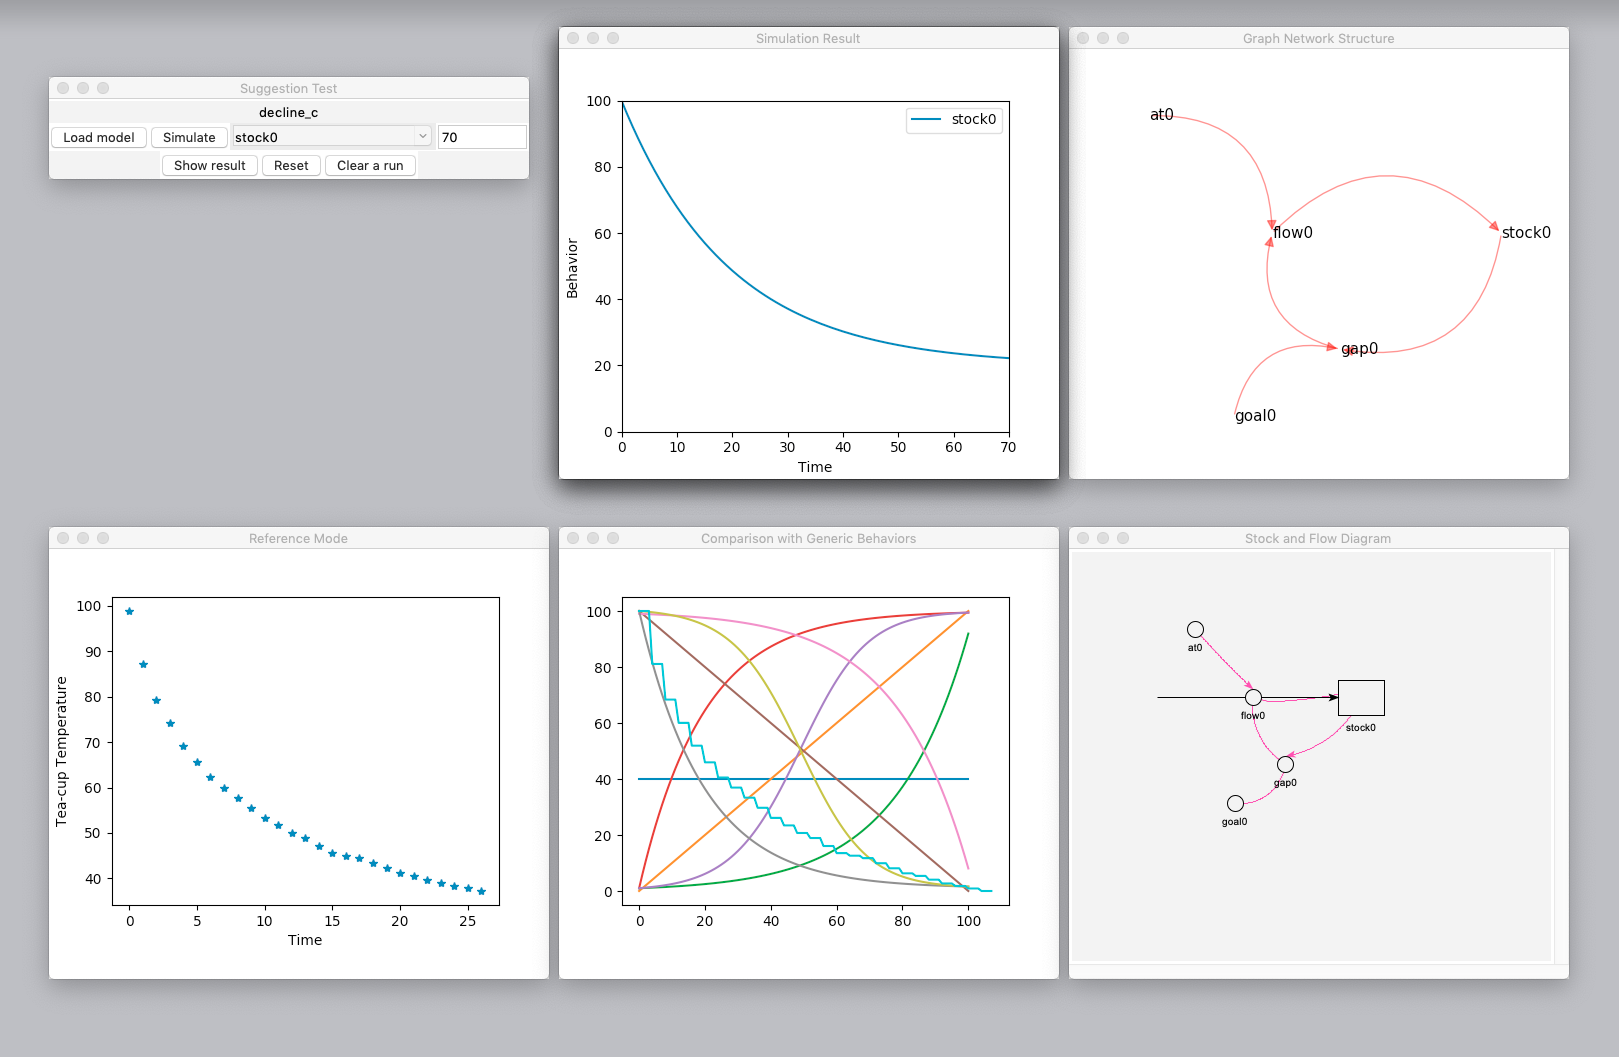 Suggestion Test
decline_c
Load model Simulate stock0 70
Show result Reset Clear a run
Simulation Result
100
80
60
40
20
0
Behavior
0 10 20 30 40 50 60 70
Time
stock0
Graph Network Structure
at0
flow0
stock0
gap0
goal0
Reference Mode
100
90
80
70
60
50
40
Tea-cup Temperature
0 5 10 15 20 25
Time
Comparison with Generic Behaviors
100
80
60
40
20
0
0 20 40 60 80 100
Stock and Flow Diagram
at0
flow0
stock0
gap0
goal0